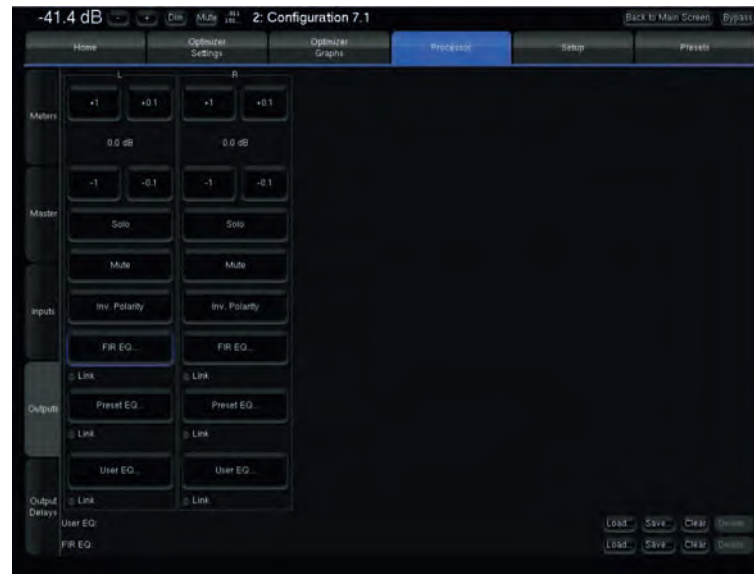 -41.4 dB - + Dim Mute 2: Configuration 7.1 Back to Main Screen Bypass
Home Optimizer Settings Optimizer Graphs Processor Setup Presets
Meters
Master
Inputs
Outputs
Output Delays
L R
+1 +0.1 +1 +0.1
0.0 dB 0.0 dB
-1 -0.1 -1 -0.1
Solo Solo
Mute Mute
Inv. Polarity Inv. Polarity
FIR EQ... FIR EQ...
Link Link
Preset EQ... Preset EQ...
Link Link
User EQ... User EQ...
Link Link
User EQ: Load... Save... Clear Delete...
FIR EQ: Load... Save... Clear Delete...